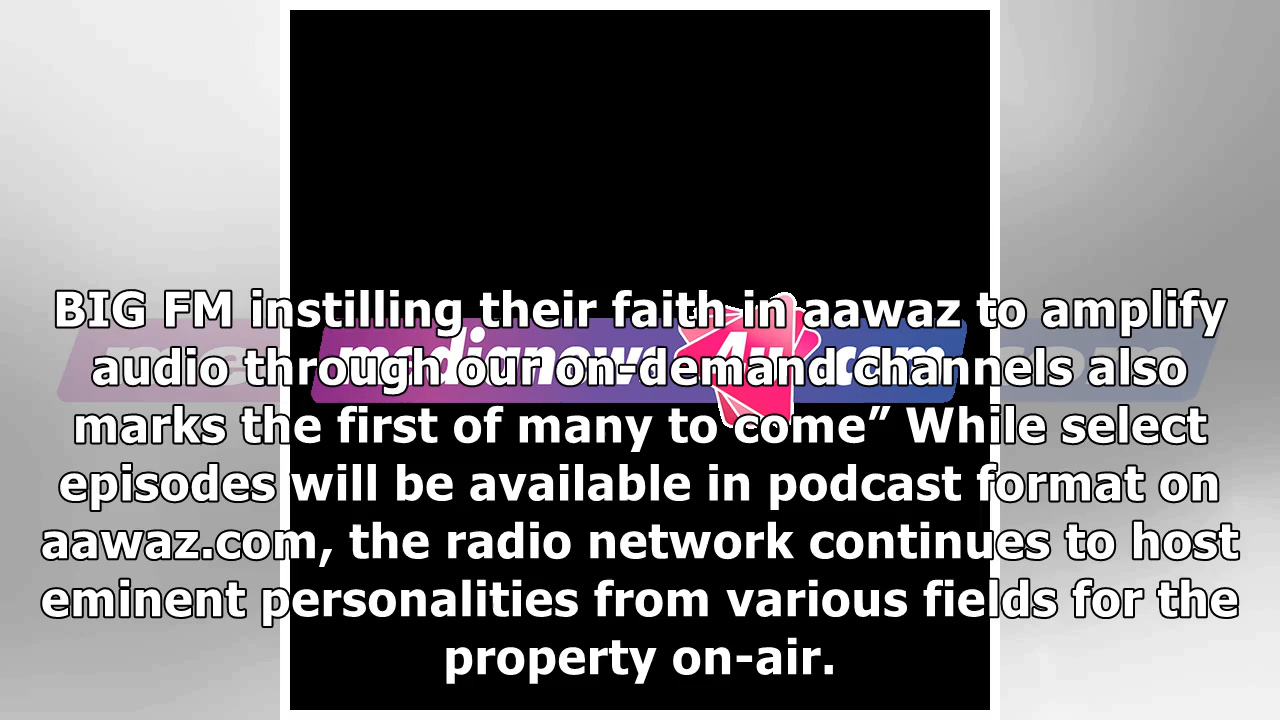 BIG FM instilling their faith in aawaz to amplify
audio through our on-demand channels also
marks the first of many to come” While select
episodes will be available in podcast format on
aawaz.com, the radio network continues to host
eminent personalities from various fields for the
property on-air.
medianews4u.com